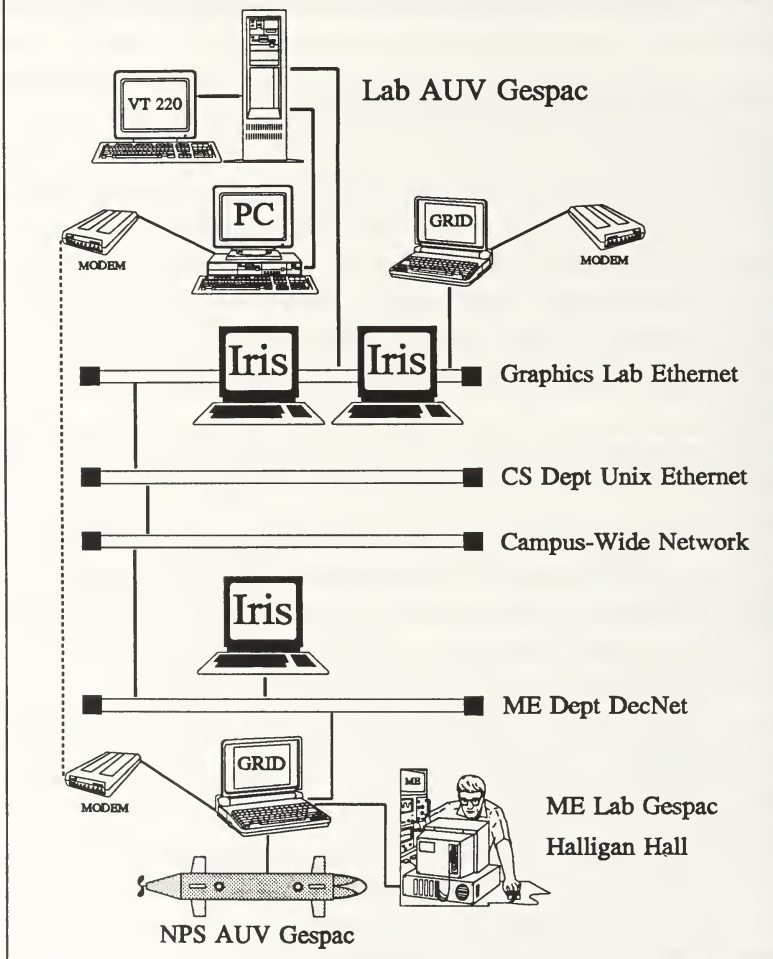 Lab AUV Gespac
VT 220
PC
GRID
MODEM
MODEM
Iris
Iris
Graphics Lab Ethernet
CS Dept Unix Ethernet
Campus-Wide Network
Iris
ME Dept DecNet
GRID
MODEM
ME
ME Lab Gespac
Halligan Hall
NPS AUV Gespac